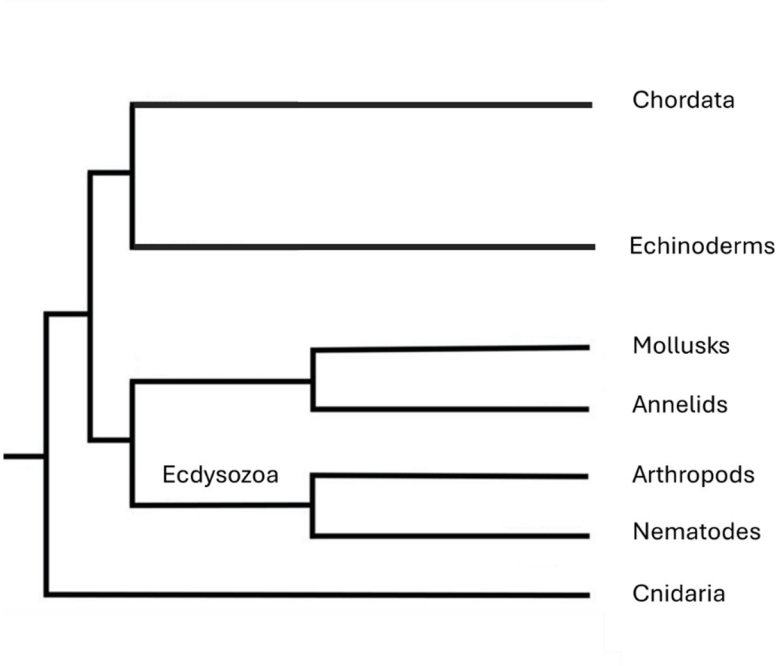 Chordata
Echinoderms
Mollusks
Annelids
Ecdysozoa
Arthropods
Nematodes
Cnidaria